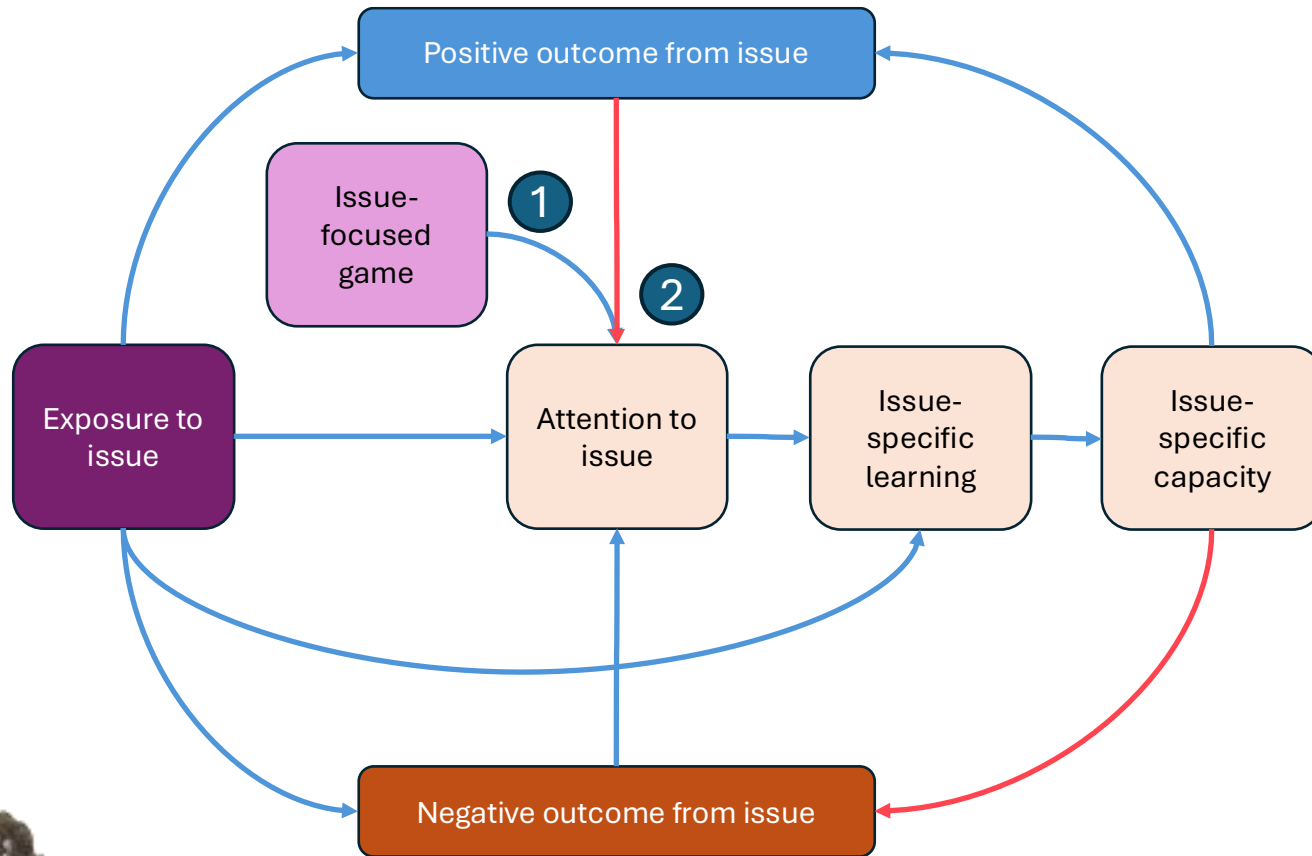 Positive outcome from issue
Issue-
focused
game
1
2
Exposure to
issue
Attention to
issue
Issue-
specific
learning
Issue-
specific
capacity
Negative outcome from issue